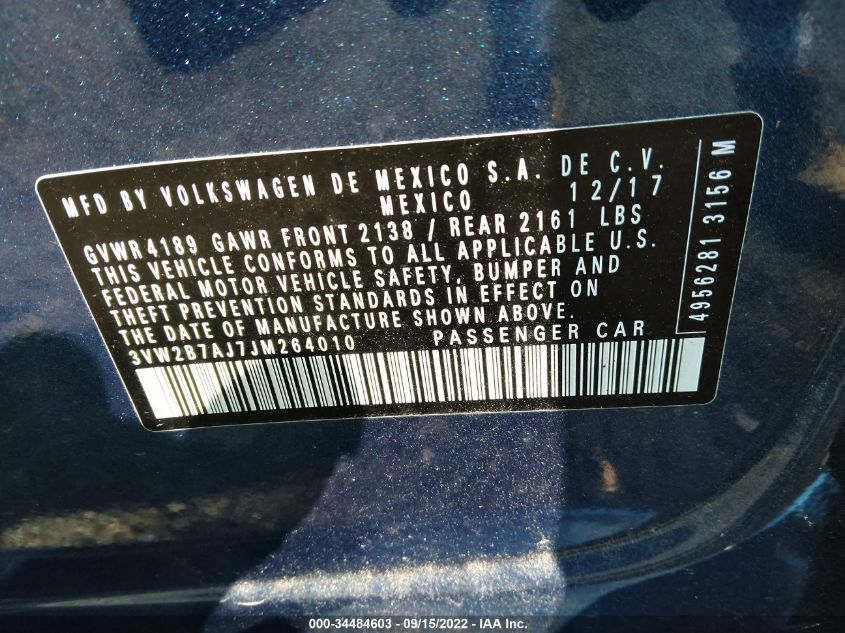 MFD BY VOLKSWAGEN DE MEXICO S.A. DE C.V.
MEXICO 12/17
GVWR 4189 GAWR FRONT 2138 / REAR 2161 LBS
THIS VEHICLE CONFORMS TO ALL APPLICABLE U.S.
FEDERAL MOTOR VEHICLE SAFETY, BUMPER AND
THEFT PREVENTION STANDARDS IN EFFECT ON
THE DATE OF MANUFACTURE SHOWN ABOVE.
3VW2B7AJ7JM264010 PASSENGER CAR
4956281 3156 M
000-34484603 - 09/15/2022 - IAA Inc.